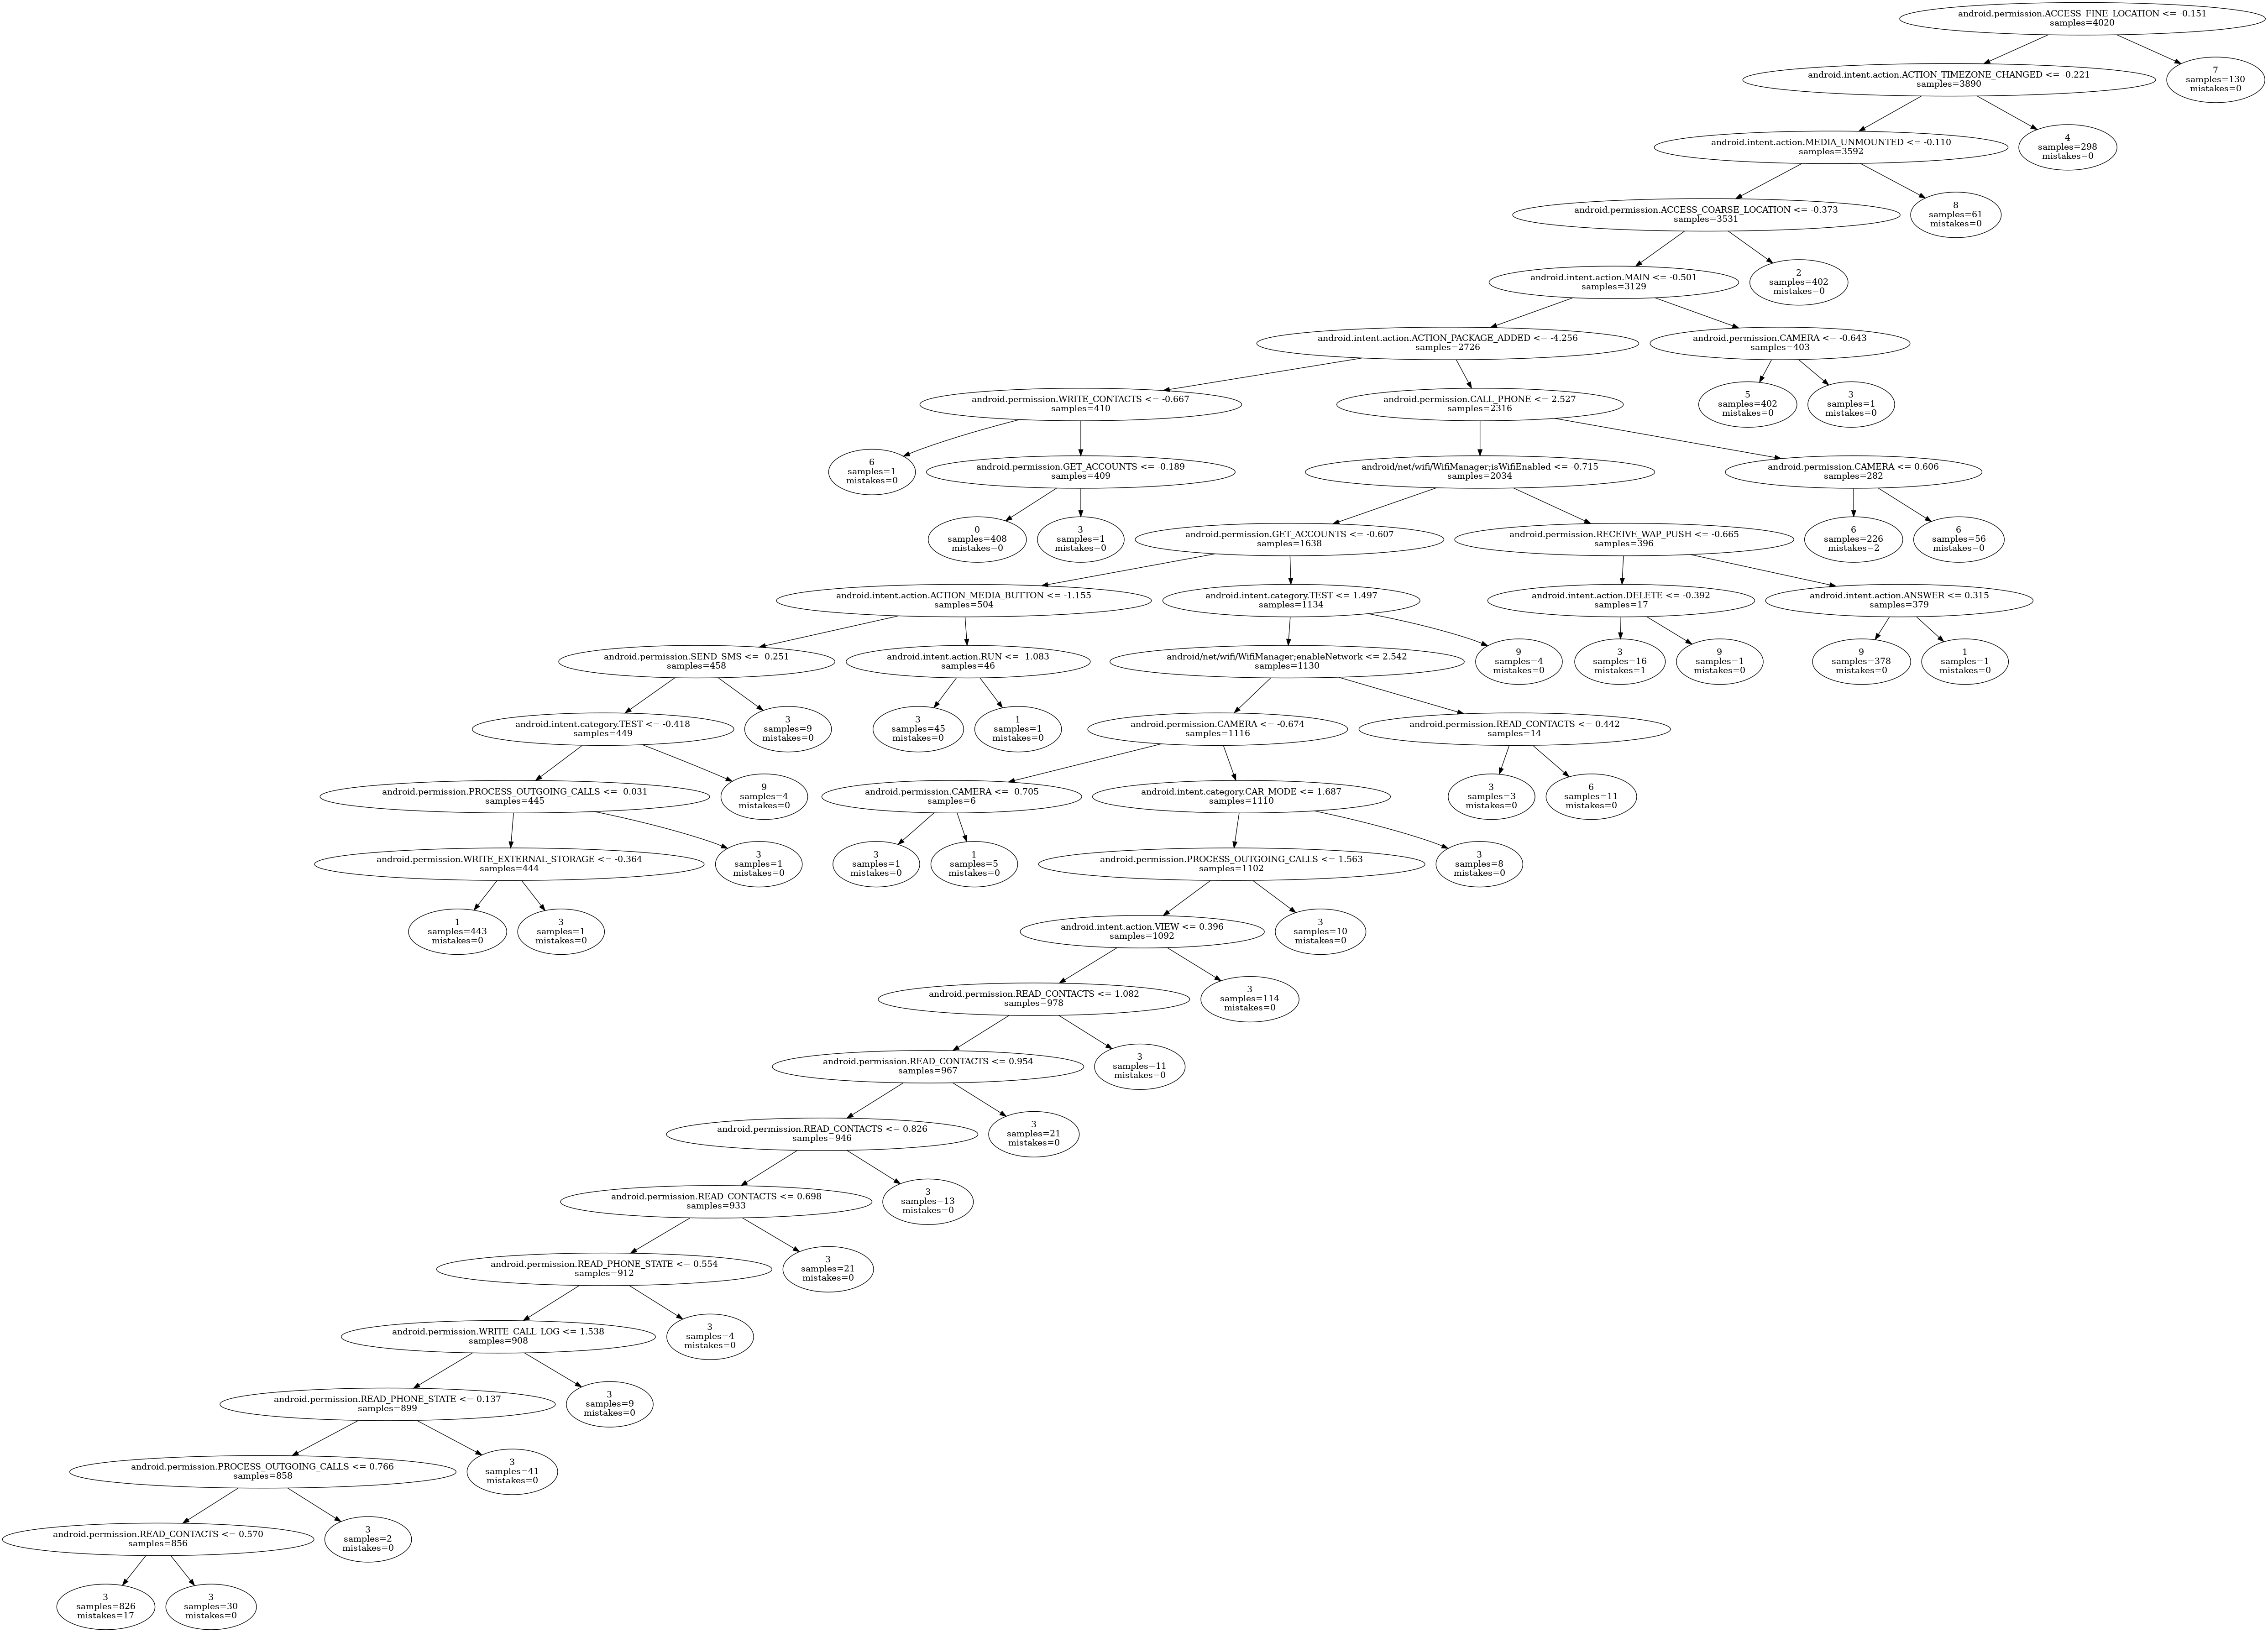 android.permission.ACCESS_FINE_LOCATION <= -0.151
samples=4020
android.intent.action.ACTION_TIMEZONE_CHANGED <= -0.221
samples=3890
7
samples=130
mistakes=0
android.intent.action.MEDIA_UNMOUNTED <= -0.110
samples=3592
4
samples=298
mistakes=0
android.permission.ACCESS_COARSE_LOCATION <= -0.373
samples=3531
8
samples=61
mistakes=0
android.intent.action.MAIN <= -0.501
samples=3129
2
samples=402
mistakes=0
android.intent.action.ACTION_PACKAGE_ADDED <= -4.256
samples=2726
android.permission.CAMERA <= -0.643
samples=403
android.permission.WRITE_CONTACTS <= -0.667
samples=410
android.permission.CALL_PHONE <= 2.527
samples=2316
5
samples=402
mistakes=0
3
samples=1
mistakes=0
6
samples=1
mistakes=0
android.permission.GET_ACCOUNTS <= -0.189
samples=409
android/net/wifi/WifiManager;isWifiEnabled <= -0.715
samples=2034
android.permission.CAMERA <= 0.606
samples=282
0
samples=408
mistakes=0
3
samples=1
mistakes=0
android.permission.GET_ACCOUNTS <= -0.607
samples=1638
android.permission.RECEIVE_WAP_PUSH <= -0.665
samples=396
6
samples=226
mistakes=2
6
samples=56
mistakes=0
android.intent.action.ACTION_MEDIA_BUTTON <= -1.155
samples=504
android.intent.category.TEST <= 1.497
samples=1134
android.intent.action.DELETE <= -0.392
samples=17
android.intent.action.ANSWER <= 0.315
samples=379
android.permission.SEND_SMS <= -0.251
samples=458
android.intent.action.RUN <= -1.083
samples=46
android/net/wifi/WifiManager;enableNetwork <= 2.542
samples=1130
9
samples=4
mistakes=0
3
samples=16
mistakes=1
9
samples=1
mistakes=0
9
samples=378
mistakes=0
1
samples=1
mistakes=0
android.intent.category.TEST <= -0.418
samples=449
3
samples=9
mistakes=0
3
samples=45
mistakes=0
1
samples=1
mistakes=0
android.permission.CAMERA <= -0.674
samples=1116
android.permission.READ_CONTACTS <= 0.442
samples=14
android.permission.PROCESS_OUTGOING_CALLS <= -0.031
samples=445
9
samples=4
mistakes=0
android.permission.CAMERA <= -0.705
samples=6
android.intent.category.CAR_MODE <= 1.687
samples=1110
3
samples=3
mistakes=0
6
samples=11
mistakes=0
android.permission.WRITE_EXTERNAL_STORAGE <= -0.364
samples=444
3
samples=1
mistakes=0
3
samples=1
mistakes=0
1
samples=5
mistakes=0
android.permission.PROCESS_OUTGOING_CALLS <= 1.563
samples=1102
3
samples=8
mistakes=0
1
samples=443
mistakes=0
3
samples=1
mistakes=0
android.intent.action.VIEW <= 0.396
samples=1092
3
samples=10
mistakes=0
android.permission.READ_CONTACTS <= 1.082
samples=978
3
samples=114
mistakes=0
android.permission.READ_CONTACTS <= 0.954
samples=967
3
samples=11
mistakes=0
android.permission.READ_CONTACTS <= 0.826
samples=946
3
samples=21
mistakes=0
android.permission.READ_CONTACTS <= 0.698
samples=933
3
samples=13
mistakes=0
android.permission.READ_PHONE_STATE <= 0.554
samples=912
3
samples=21
mistakes=0
android.permission.WRITE_CALL_LOG <= 1.538
samples=908
3
samples=4
mistakes=0
android.permission.READ_PHONE_STATE <= 0.137
samples=899
3
samples=9
mistakes=0
android.permission.PROCESS_OUTGOING_CALLS <= 0.766
samples=858
3
samples=41
mistakes=0
android.permission.READ_CONTACTS <= 0.570
samples=856
3
samples=2
mistakes=0
3
samples=826
mistakes=17
3
samples=30
mistakes=0